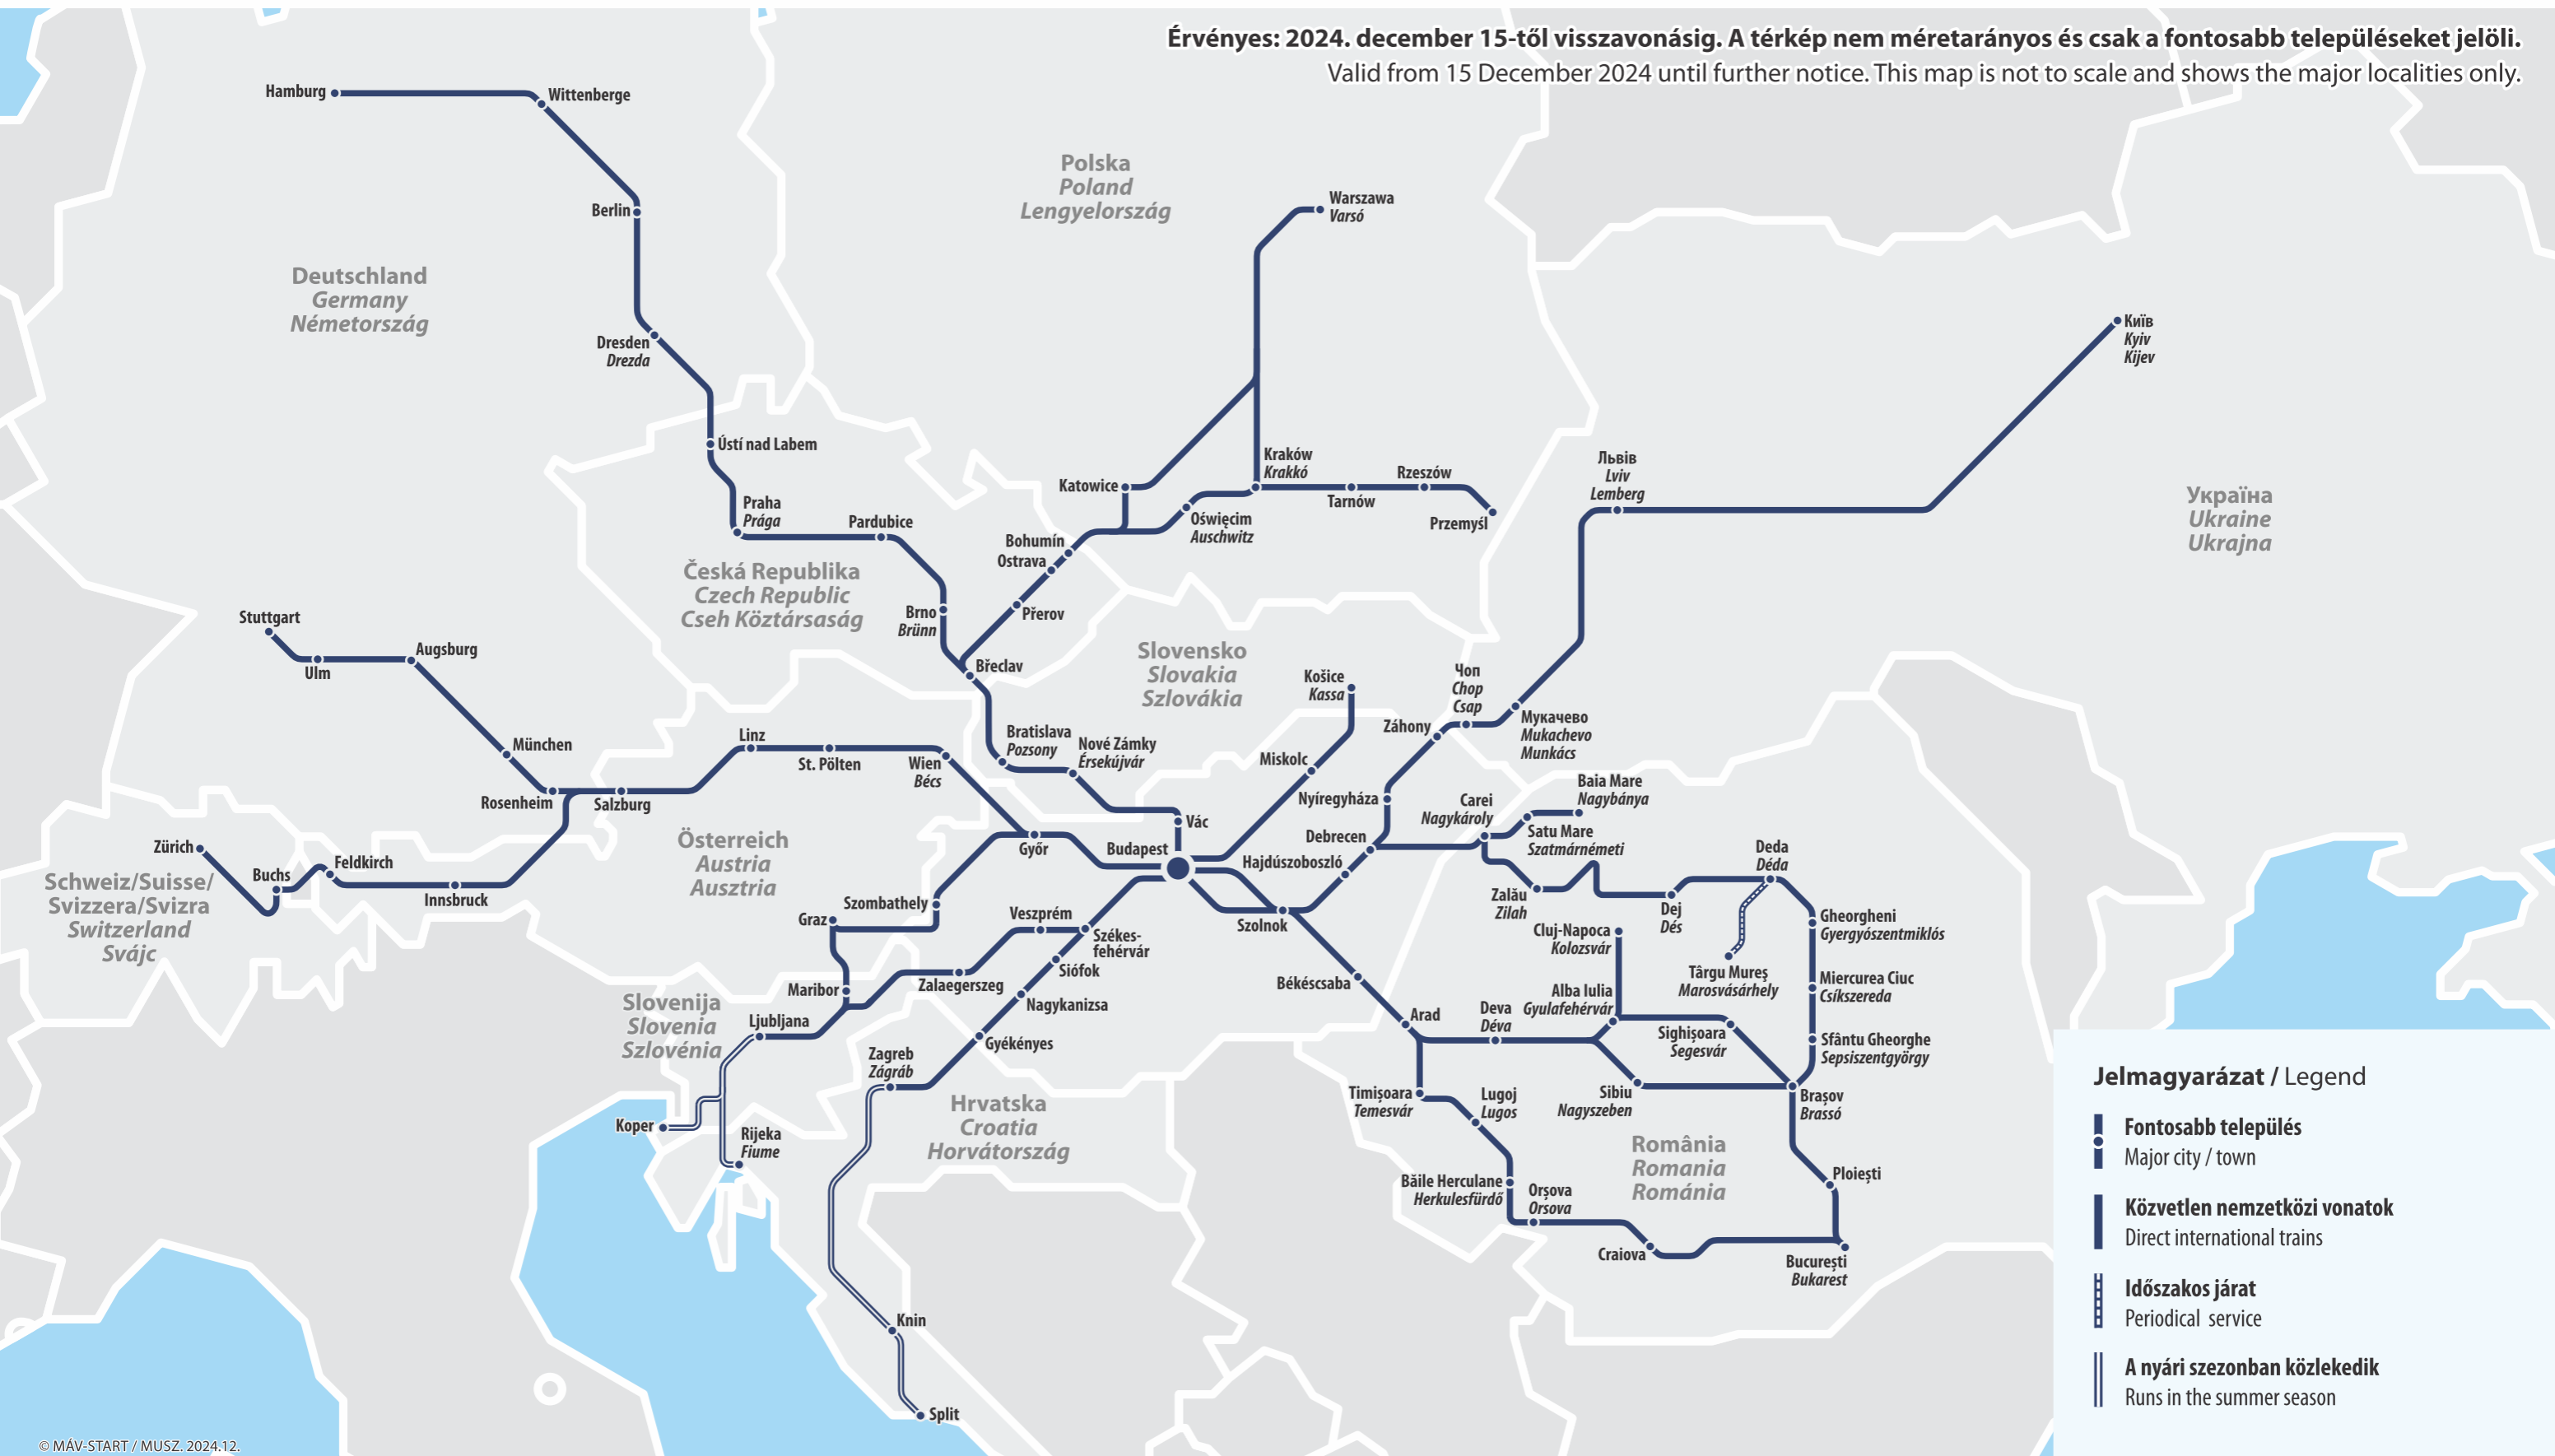 Érvényes: 2024. december 15-től visszavonásig. A térkép nem méretarányos és csak a fontosabb településeket jelöli.
Valid from 15 December 2024 until further notice. This map is not to scale and shows the major localities only.
Hamburg
Wittenberge
Berlin
Polska
Poland
Lengyelország
Warszawa
Varsó
Deutschland
Germany
Németország
Dresden
Drezda
Київ
Kyiv
Kijev
Ústí nad Labem
Praha
Prága
Pardubice
Katowice
Kraków
Krakkó
Tarnów
Rzeszów
Przemyśl
Oświęcim
Auschwitz
Bohumín
Ostrava
Přerov
Львів
Lviv
Lemberg
Україна
Ukraine
Ukrajna
Česká Republika
Czech Republic
Cseh Köztársaság
Brno
Brünn
Břeclav
Stuttgart
Ulm
Augsburg
München
Rosenheim
Salzburg
Linz
St. Pölten
Wien
Bécs
Bratislava
Pozsony
Nové Zámky
Érsekújvár
Slovensko
Slovakia
Szlovákia
Košice
Kassa
Miskolc
Чоп
Chop
Csap
Záhony
Мукачево
Mukachevo
Munkács
Nyíregyháza
Debrecen
Hajdúszoboszló
Carei
Nagykároly
Baia Mare
Nagybánya
Satu Mare
Szatmárnémeti
Vác
Budapest
Győr
Szolnok
Zürich
Buchs
Feldkirch
Innsbruck
Schweiz/Suisse/
Svizzera/Svizra
Switzerland
Svájc
Österreich
Austria
Ausztria
Szombathely
Graz
Veszprém
Székes-
fehérvár
Siófok
Zalaegerszeg
Nagykanizsa
Gyékényes
Maribor
Slovenija
Slovenia
Szlovénia
Ljubljana
Zagreb
Zágráb
Koper
Rijeka
Fiume
Hrvatska
Croatia
Horvátország
Knin
Split
Zalău
Zilah
Dej
Dés
Deda
Déda
Cluj-Napoca
Kolozsvár
Târgu Mureș
Marosvásárhely
Gheorgheni
Gyergyószentmiklós
Miercurea Ciuc
Csíkszereda
Sfântu Gheorghe
Sepsiszentgyörgy
Békéscsaba
Arad
Deva
Déva
Alba Iulia
Gyulafehérvár
Sighișoara
Segesvár
Sibiu
Nagyszeben
Brașov
Brassó
Timișoara
Temesvár
Lugoj
Lugos
Băile Herculane
Herkulesfürdő
Orșova
Orsova
Craiova
România
Romania
Románia
Ploiești
București
Bukarest
Jelmagyarázat / Legend
Fontosabb település
Major city / town
Közvetlen nemzetközi vonatok
Direct international trains
Időszakos járat
Periodical service
A nyári szezonban közlekedik
Runs in the summer season
© MÁV-START / MUSZ. 2024.12.